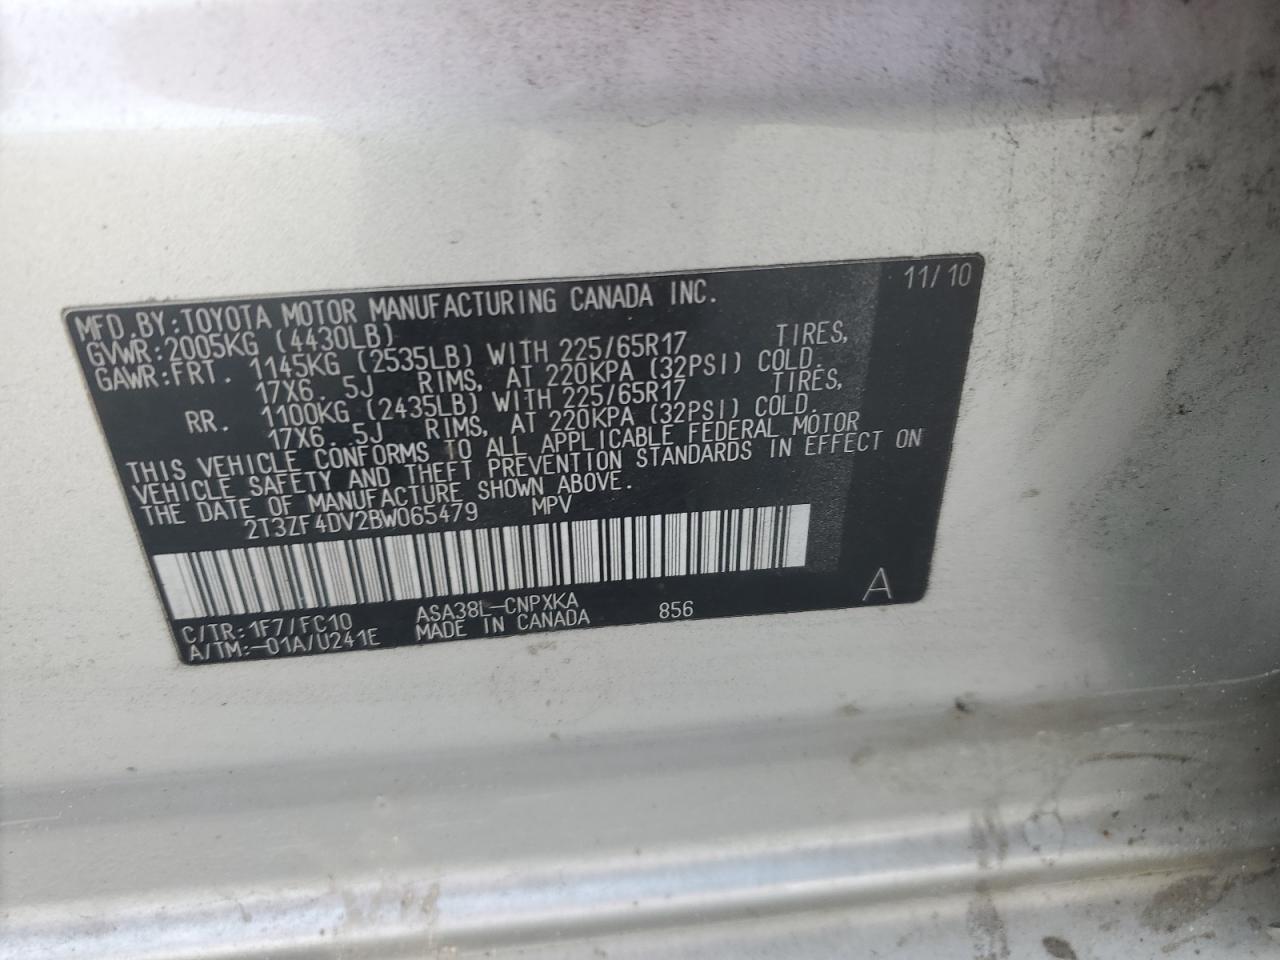 11/10
MFD.BY:TOYOTA MOTOR MANUFACTURING CANADA INC.
GVWR:2005KG (4430LB)
GAWR:FRT. 1145KG (2535LB) WITH 225/65R17 TIRES,
17X6.5J RIMS, AT 220KPA (32PSI) COLD.
RR. 1100KG (2435LB) WITH 225/65R17 TIRES,
17X6.5J RIMS, AT 220KPA (32PSI) COLD.
THIS VEHICLE CONFORMS TO ALL APPLICABLE FEDERAL MOTOR
VEHICLE SAFETY AND THEFT PREVENTION STANDARDS IN EFFECT ON
THE DATE OF MANUFACTURE SHOWN ABOVE.
2T3ZF4DV2BW065479 MPV
C/TR:1F7/FC10 ASA38L-CNPXKA 856 A
A/TM:-01A/U241E MADE IN CANADA